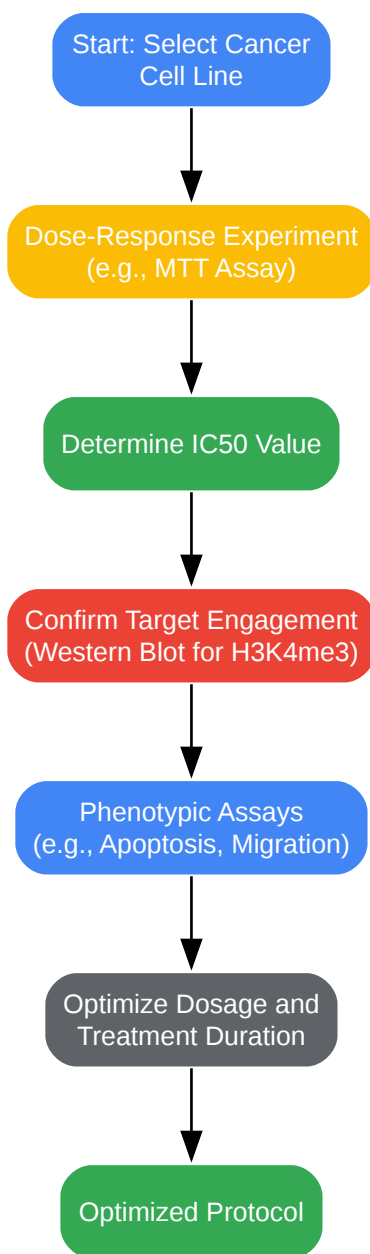 Start: Select Cancer
Cell Line
Dose-Response Experiment
(e.g., MTT Assay)
Determine IC50 Value
Confirm Target Engagement
(Western Blot for H3K4me3)
Phenotypic Assays
(e.g., Apoptosis, Migration)
Optimize Dosage and
Treatment Duration
Optimized Protocol